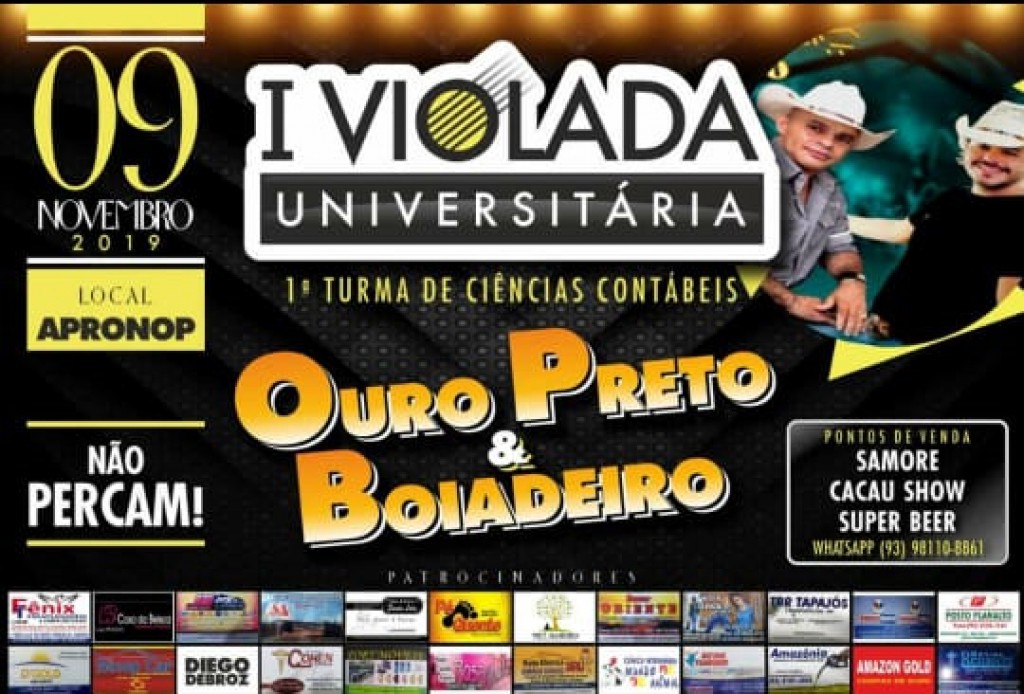 09
NOVEMBRO
2019
LOCAL
APRONOP
NÃO
PERCAM!
I VIOLADA
UNIVERSITÁRIA
1ª TURMA DE CIÊNCIAS CONTÁBEIS
OURO PRETO
&
BOIADEIRO
PONTOS DE VENDA
SAMORE
CACAU SHOW
SUPER BEER
WHATSAPP (93) 98110-8861
PATROCINADORES
Fênix
TRR TAPAJÓS
POSTO PLANALTO
DIEGO
DEBROZ
Amazônia
AMAZON GOLD